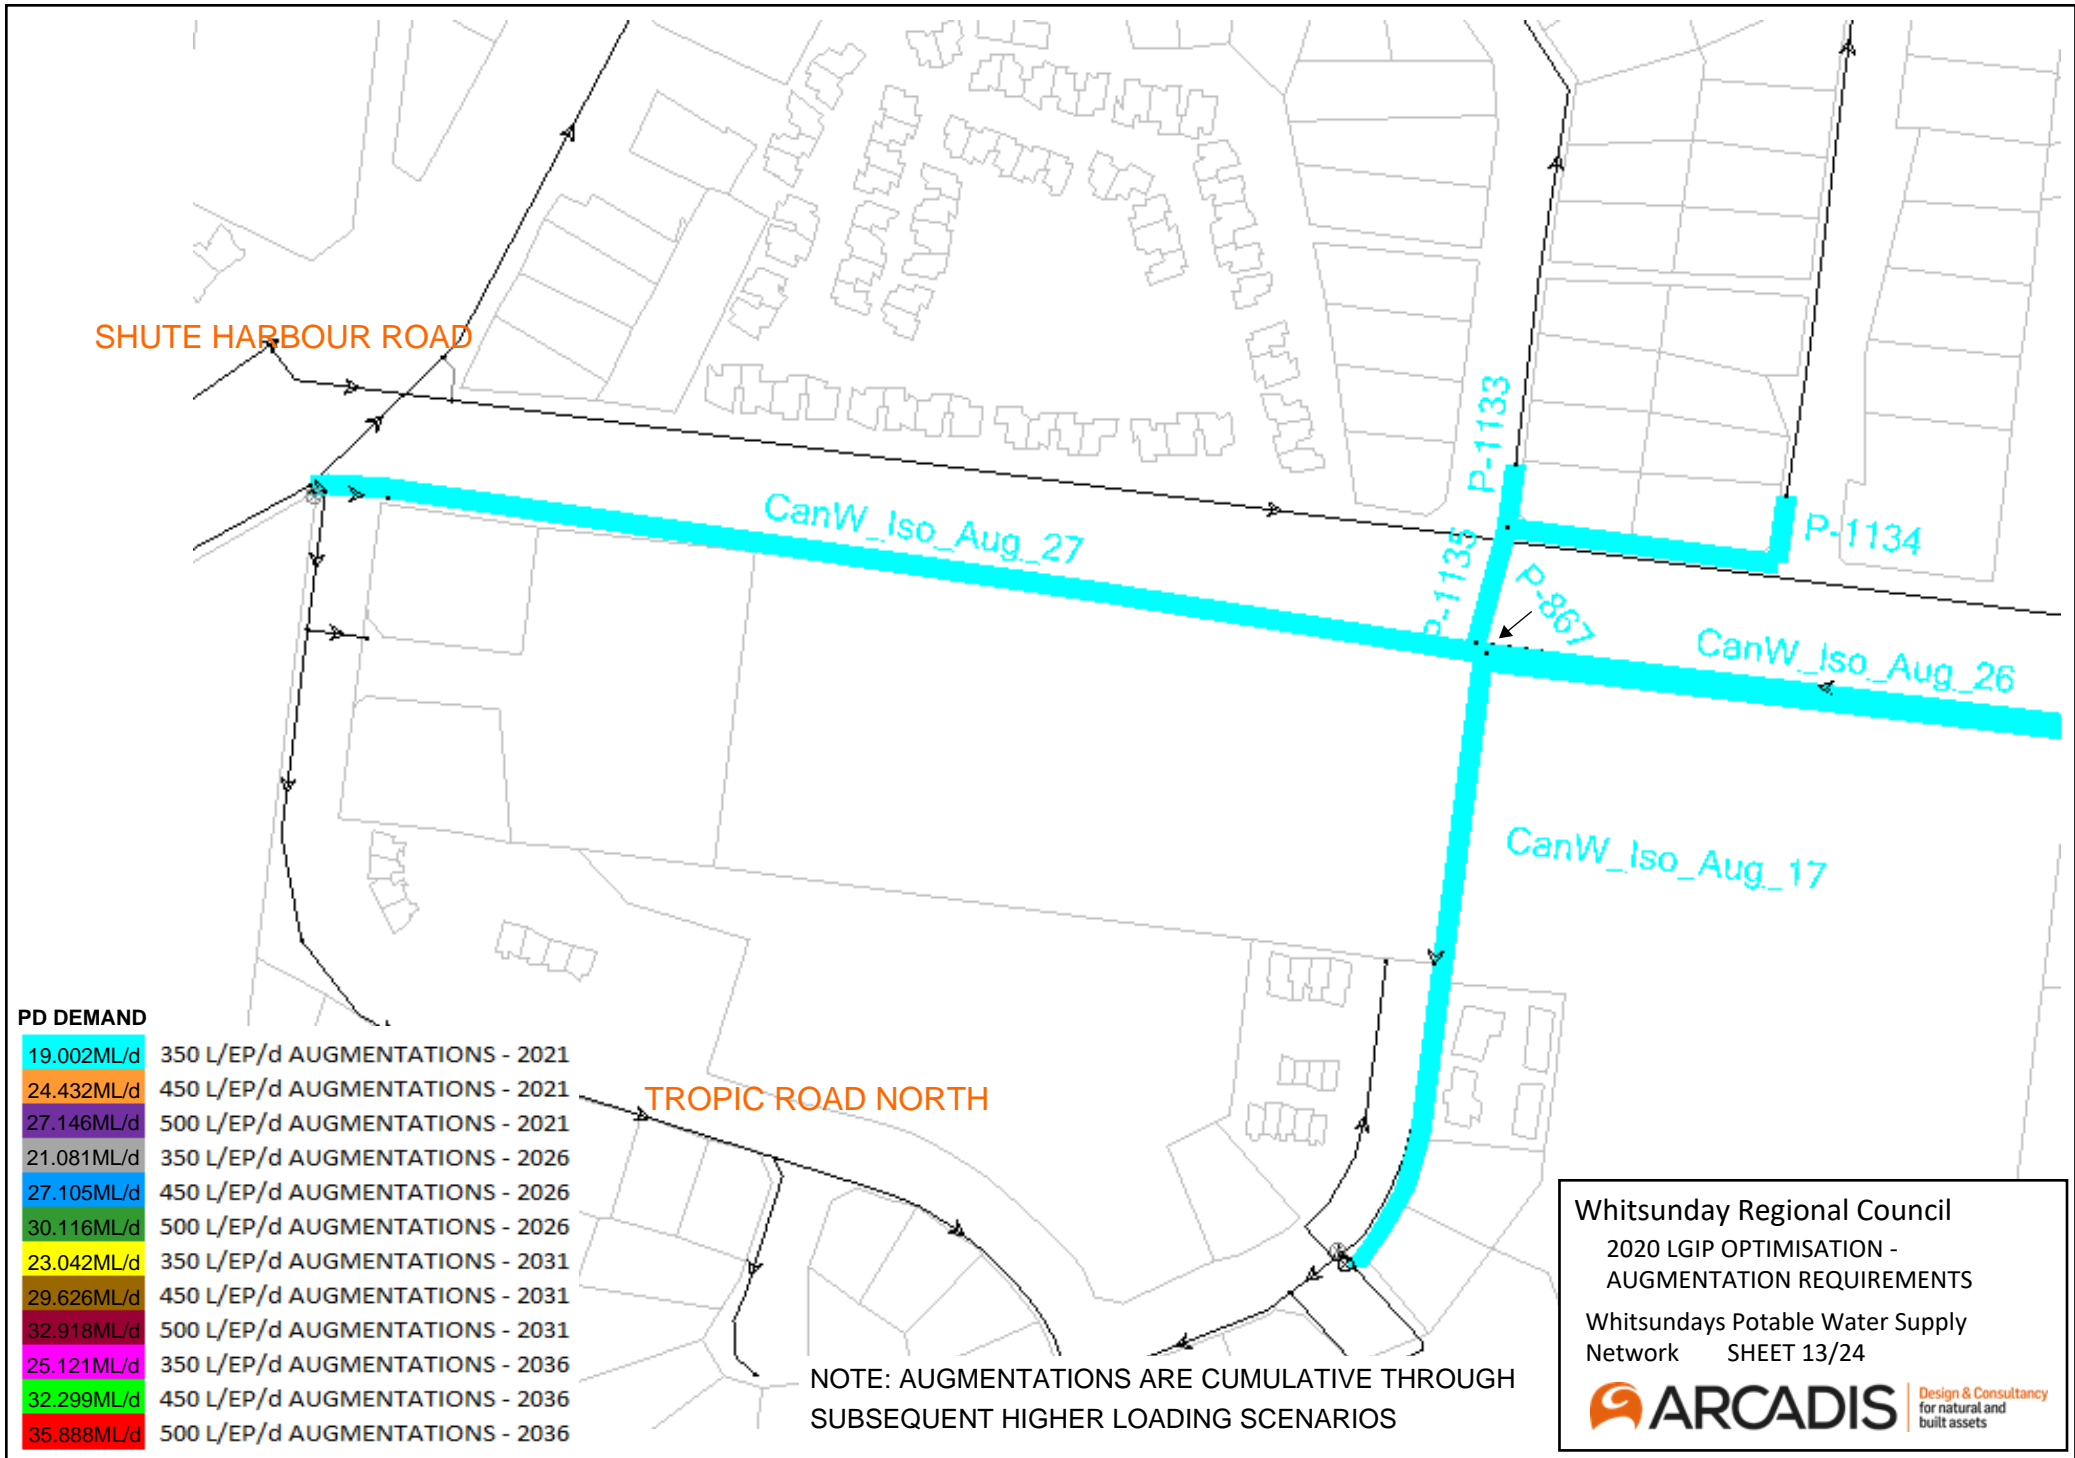 SHUTE HARBOUR ROAD
CanW_Iso_Aug_27
P-1133
P-1135
P-867
P-1134
CanW_Iso_Aug_26
CanW_Iso_Aug_17
TROPIC ROAD NORTH
PD DEMAND
19.002ML/d 350 L/EP/d AUGMENTATIONS - 2021
24.432ML/d 450 L/EP/d AUGMENTATIONS - 2021
27.146ML/d 500 L/EP/d AUGMENTATIONS - 2021
21.081ML/d 350 L/EP/d AUGMENTATIONS - 2026
27.105ML/d 450 L/EP/d AUGMENTATIONS - 2026
30.116ML/d 500 L/EP/d AUGMENTATIONS - 2026
23.042ML/d 350 L/EP/d AUGMENTATIONS - 2031
29.626ML/d 450 L/EP/d AUGMENTATIONS - 2031
32.918ML/d 500 L/EP/d AUGMENTATIONS - 2031
25.121ML/d 350 L/EP/d AUGMENTATIONS - 2036
32.299ML/d 450 L/EP/d AUGMENTATIONS - 2036
35.888ML/d 500 L/EP/d AUGMENTATIONS - 2036
NOTE: AUGMENTATIONS ARE CUMULATIVE THROUGH
SUBSEQUENT HIGHER LOADING SCENARIOS
Whitsunday Regional Council
2020 LGIP OPTIMISATION -
AUGMENTATION REQUIREMENTS
Whitsundays Potable Water Supply
Network SHEET 13/24
ARCADIS
Design & Consultancy
for natural and
built assets